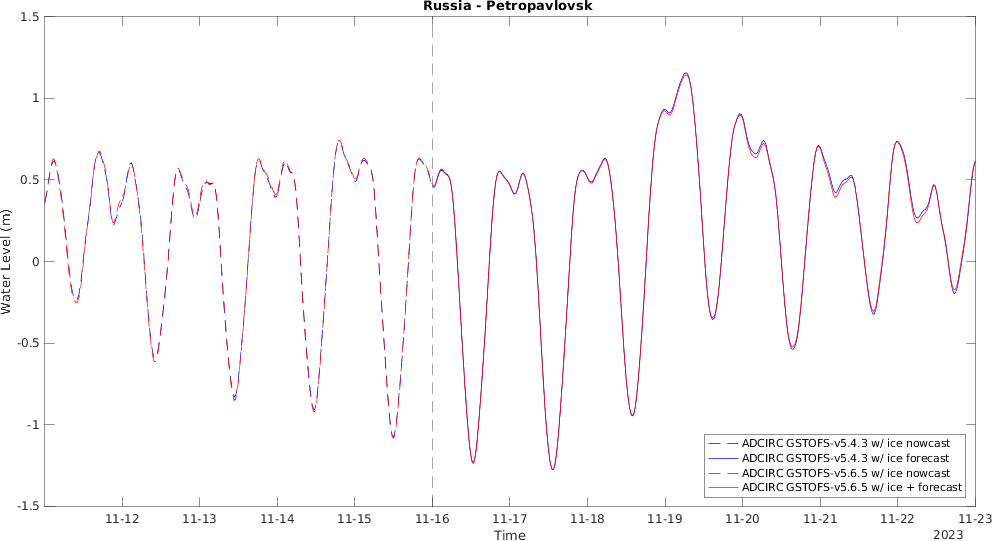 Russia - Petropavlovsk
1.5
1
0.5
0
-0.5
-1
-1.5
Water Level (m)
ADCIRC GSTOFS-v5.4.3 w/ ice nowcast
ADCIRC GSTOFS-v5.4.3 w/ ice forecast
ADCIRC GSTOFS-v5.6.5 w/ ice nowcast
ADCIRC GSTOFS-v5.6.5 w/ ice + forecast
11-12 11-13 11-14 11-15 11-16 11-17 11-18 11-19 11-20 11-21 11-22 11-23
Time
2023